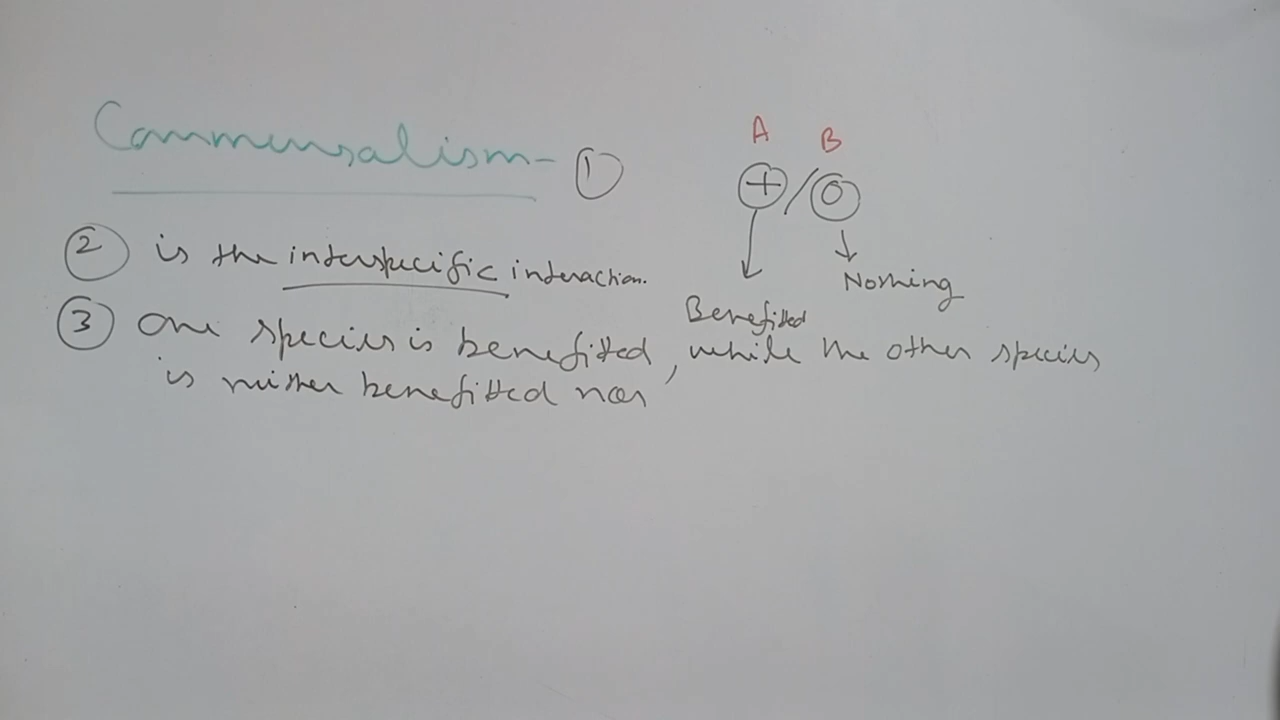 Commensalism- ①
A B
⊕/⓪
Benefitted
Nothing
② is the interspecific interaction.
③ One species is benefitted, while the other species
is neither benefitted nor